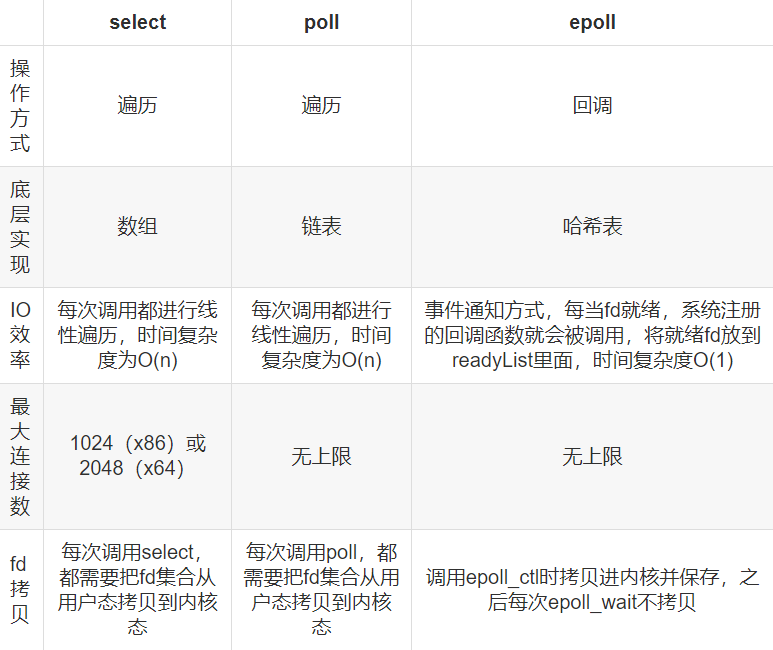 select
poll
epoll
操
作
方
式
遍历
遍历
回调
底
层
实
现
数组
链表
哈希表
IO
效
率
每次调用都进行线
性遍历，时间复杂
度为O(n)
每次调用都进行
线性遍历，时间
复杂度为O(n)
事件通知方式，每当fd就绪，系统注册
的回调函数就会被调用，将就绪fd放到
readyList里面，时间复杂度O(1)
最
大
连
接
数
1024（x86）或
2048（x64）
无上限
无上限
fd
拷
贝
每次调用select，
都需要把fd集合从
用户态拷贝到内核
态
每次调用poll，都
需要把fd集合从用
户态拷贝到内核
态
调用epoll_ctl时拷贝进内核并保存，之
后每次epoll_wait不拷贝